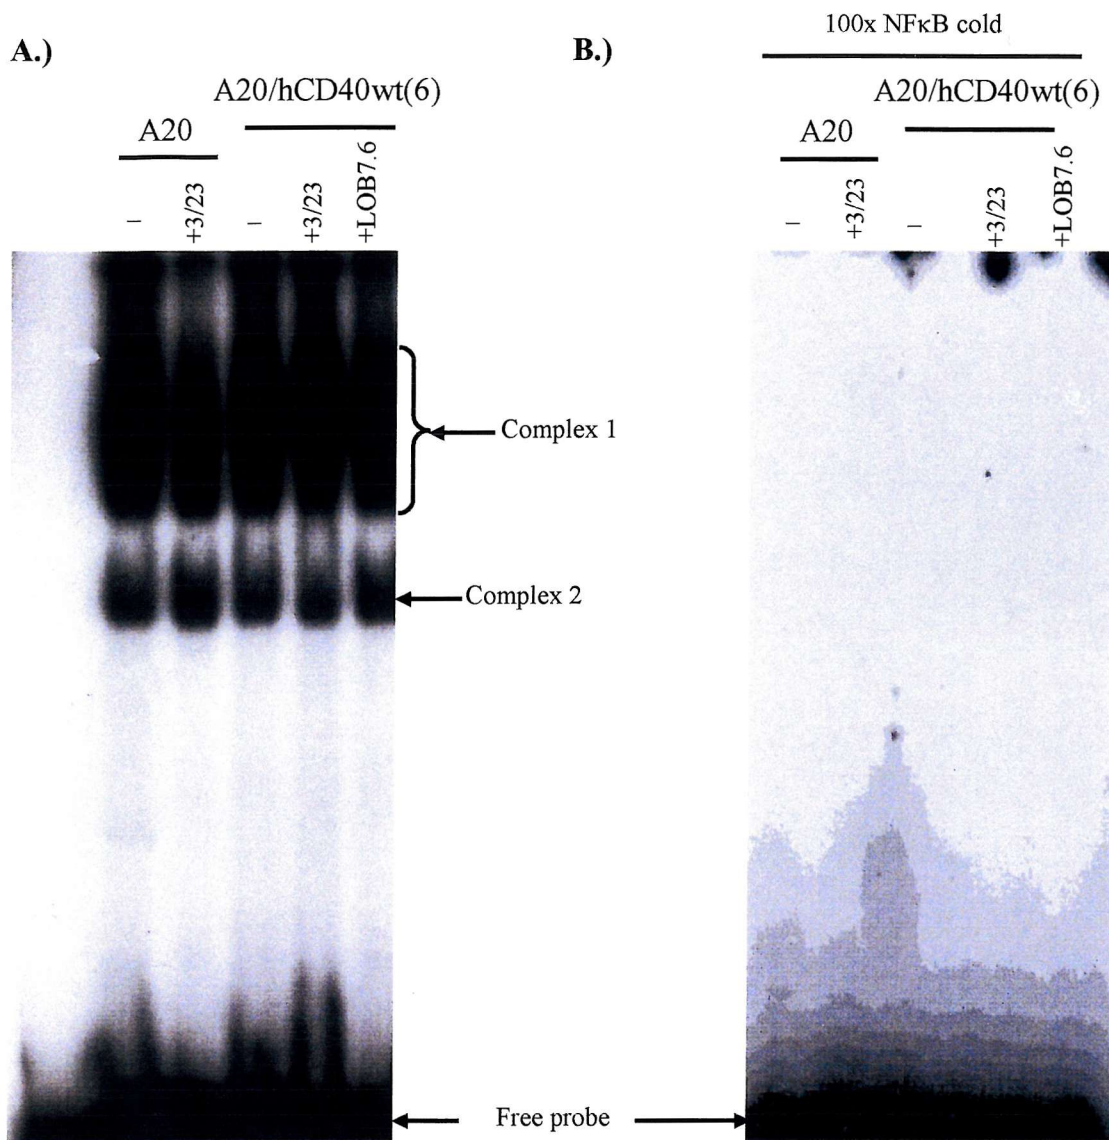 A.)
A20/hCD40wt(6)
A20
–
+3/23
–
+3/23
+LOB7.6
Complex 1
Complex 2
B.)
100x NFκB cold
A20/hCD40wt(6)
A20
–
+3/23
–
+3/23
+LOB7.6
Free probe